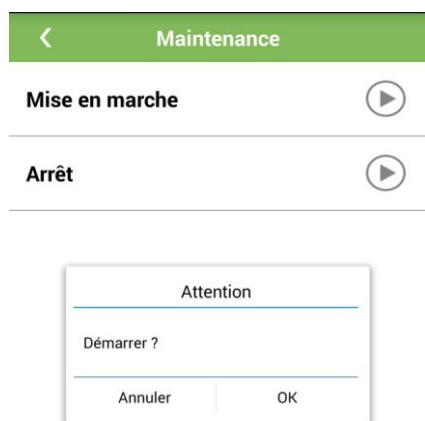 Maintenance
Mise en marche
Arrêt
Attention
Démarrer ?
Annuler OK